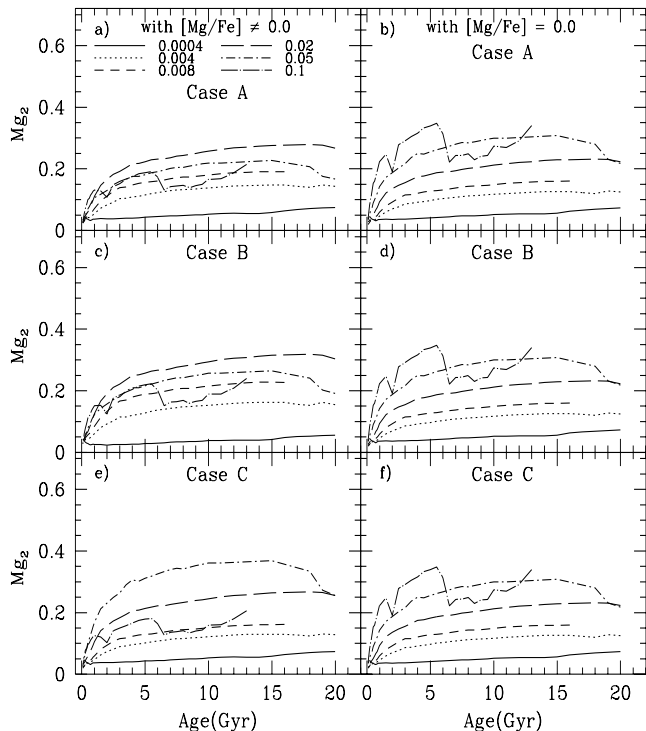 a) with [Mg/Fe] ≠ 0.0
0.0004 0.02
0.004 0.05
0.008 0.1
Case A
b) with [Mg/Fe] = 0.0
Case A
Mg₂
0.6
0.4
0.2
0
c) Case B
d) Case B
Mg₂
0.6
0.4
0.2
0
e) Case C
f) Case C
Mg₂
0.6
0.4
0.2
0
0 5 10 15 20
0 5 10 15 20
Age(Gyr)
Age(Gyr)